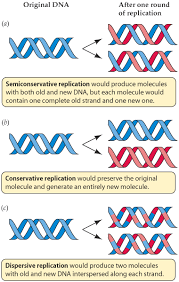 Original DNA
After one round
of replication
(a)
Semiconservative replication would produce molecules
with both old and new DNA, but each molecule would
contain one complete old strand and one new one.
(b)
Conservative replication would preserve the original
molecule and generate an entirely new molecule.
(c)
Dispersive replication would produce two molecules
with old and new DNA interspersed along each strand.